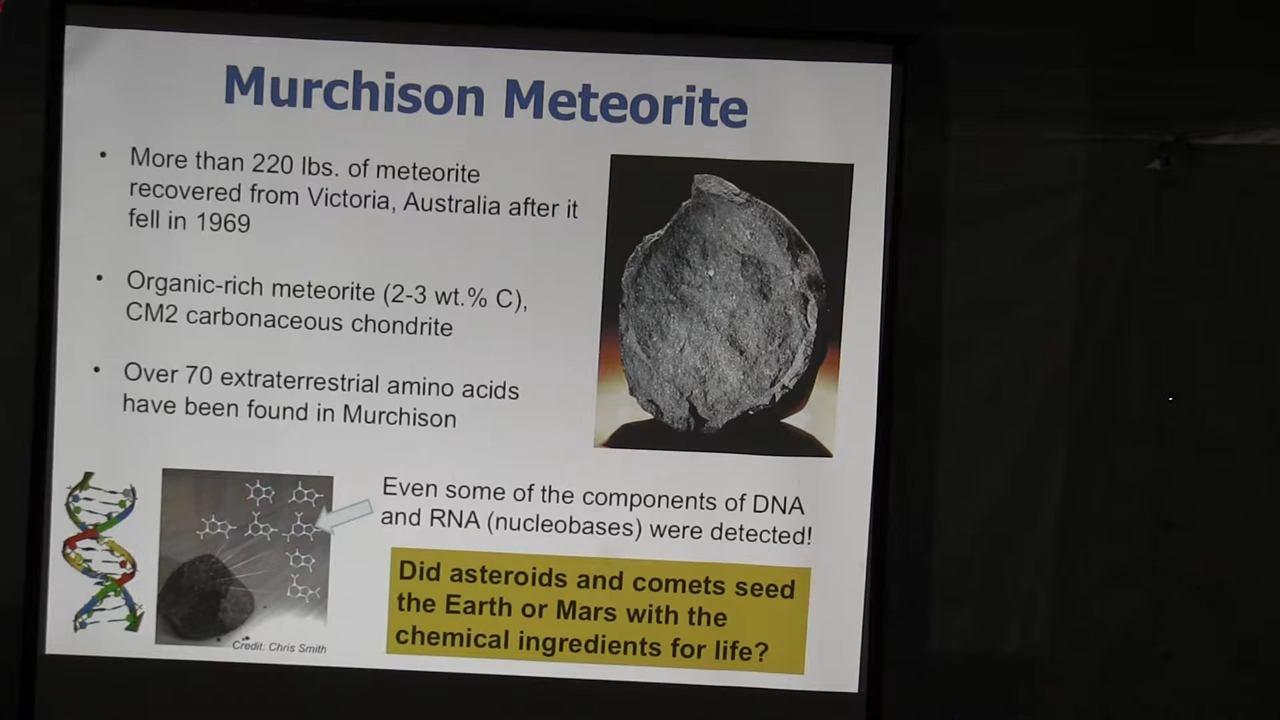 Murchison Meteorite
• More than 220 lbs. of meteorite
recovered from Victoria, Australia after it
fell in 1969
• Organic-rich meteorite (2-3 wt.% C),
CM2 carbonaceous chondrite
• Over 70 extraterrestrial amino acids
have been found in Murchison
Even some of the components of DNA
and RNA (nucleobases) were detected!
Did asteroids and comets seed
the Earth or Mars with the
chemical ingredients for life?
Credit: Chris Smith